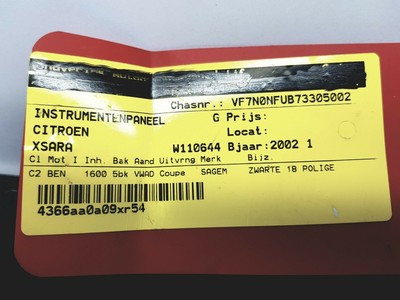 Chasnr.: VF7N0NFUB73305002
INSTRUMENTENPANEEL G Prijs:
CITROEN Locat:
XSARA W110644 Bjaar:2002 1
Cl Mot I Inh. Bak Aand Uitvrng Merk Bijz.
C2 BEN 1600 5bk VWAD Coupe SAGEM ZWARTE 18 POLIGE
4366aa0a09xr54